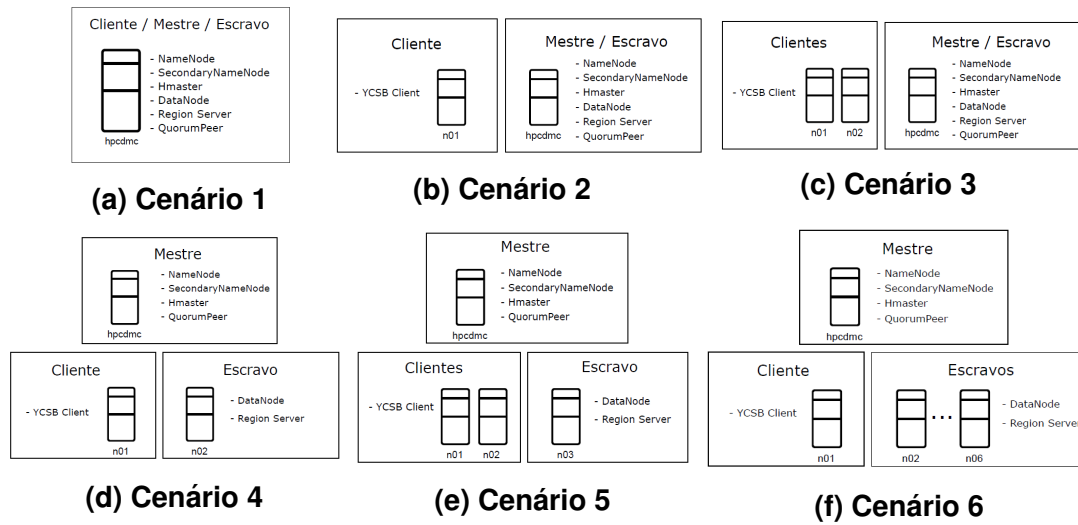 Cliente / Mestre / Escravo
- NameNode
- SecondaryNameNode
- Hmaster
- DataNode
- Region Server
- QuorumPeer
hpcdmc
(a) Cenário 1
Cliente
- YCSB Client
n01
Mestre / Escravo
- NameNode
- SecondaryNameNode
- Hmaster
- DataNode
- Region Server
- QuorumPeer
hpcdmc
(b) Cenário 2
Clientes
- YCSB Client
n01 n02
Mestre / Escravo
- NameNode
- SecondaryNameNode
- Hmaster
- DataNode
- Region Server
- QuorumPeer
hpcdmc
(c) Cenário 3
Mestre
- NameNode
- SecondaryNameNode
- Hmaster
- QuorumPeer
hpcdmc
Cliente
- YCSB Client
n01
Escravo
- DataNode
- Region Server
n02
(d) Cenário 4
Mestre
- NameNode
- SecondaryNameNode
- Hmaster
- QuorumPeer
hpcdmc
Clientes
- YCSB Client
n01 n02
Escravo
- DataNode
- Region Server
n03
(e) Cenário 5
Mestre
- NameNode
- SecondaryNameNode
- Hmaster
- QuorumPeer
hpcdmc
Cliente
- YCSB Client
n01
Escravos
...
- DataNode
- Region Server
n02 n06
(f) Cenário 6